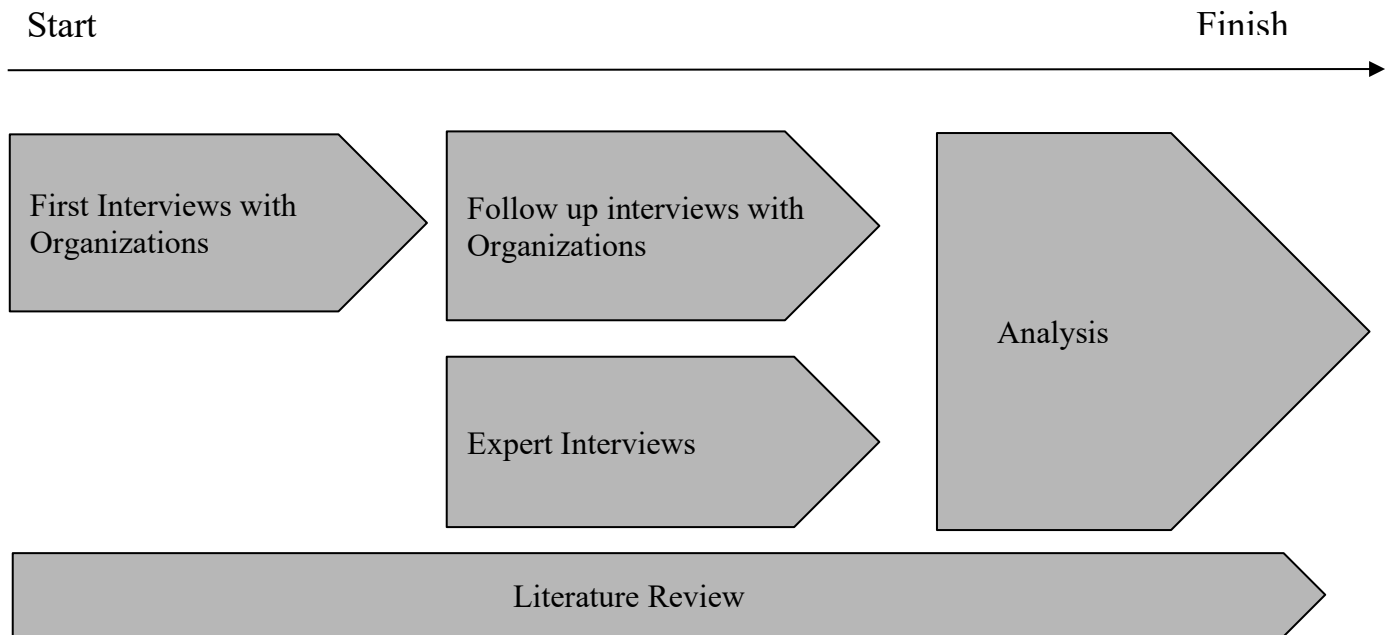 Start
Finish
First Interviews with
Organizations
Follow up interviews with
Organizations
Expert Interviews
Analysis
Literature Review